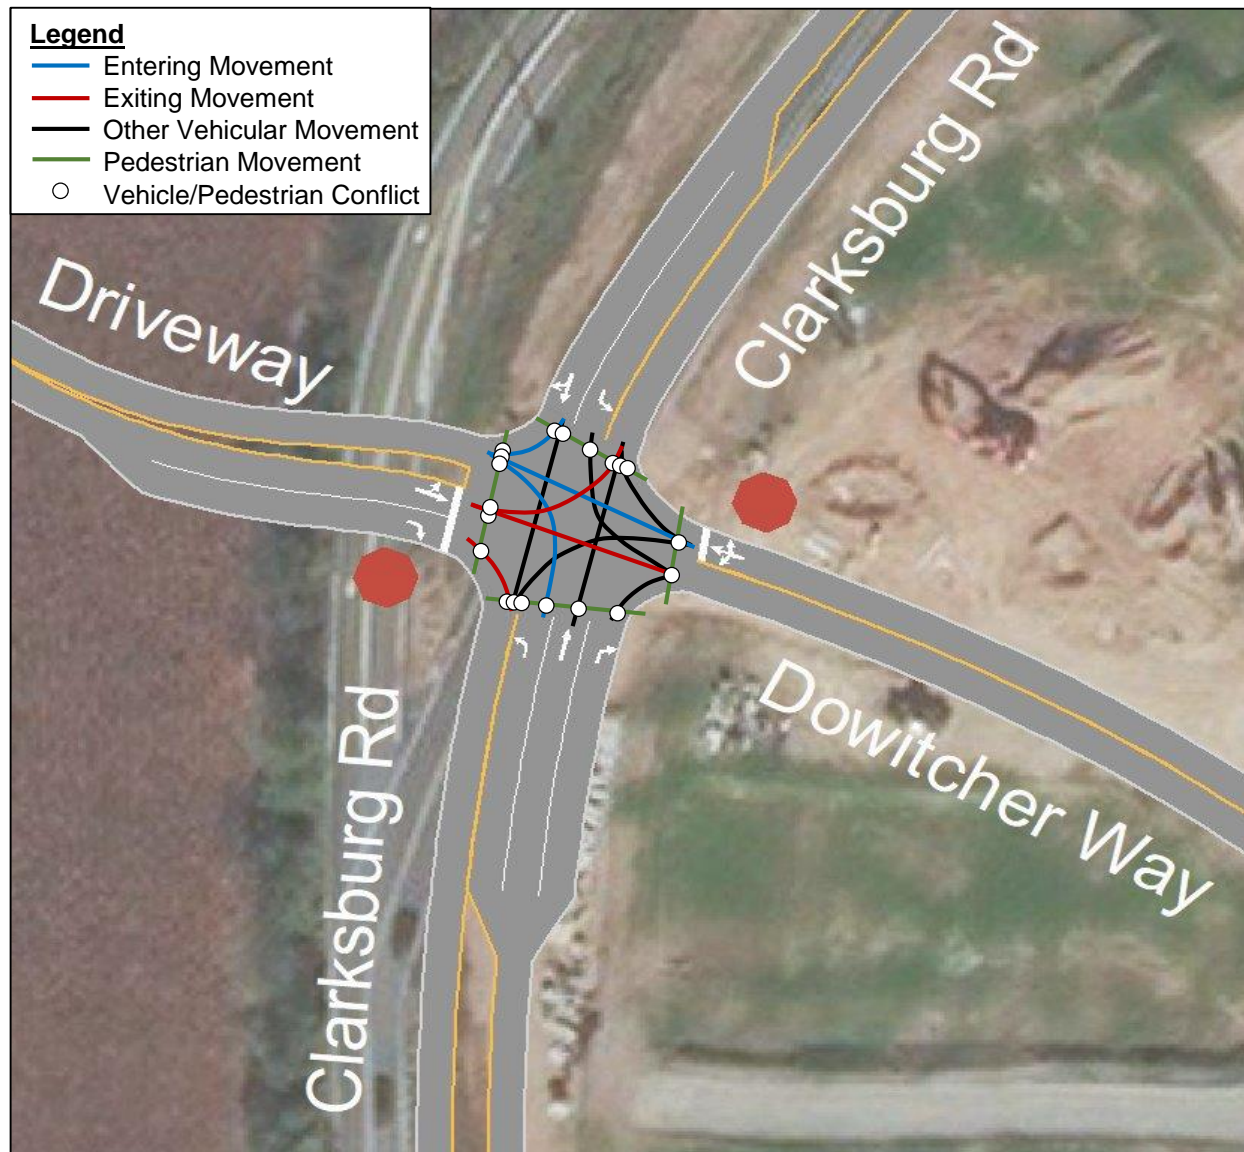 Legend
Entering Movement
Exiting Movement
Other Vehicular Movement
Pedestrian Movement
Vehicle/Pedestrian Conflict
Clarksburg Rd
Driveway
Dowitcher Way
Clarksburg Rd